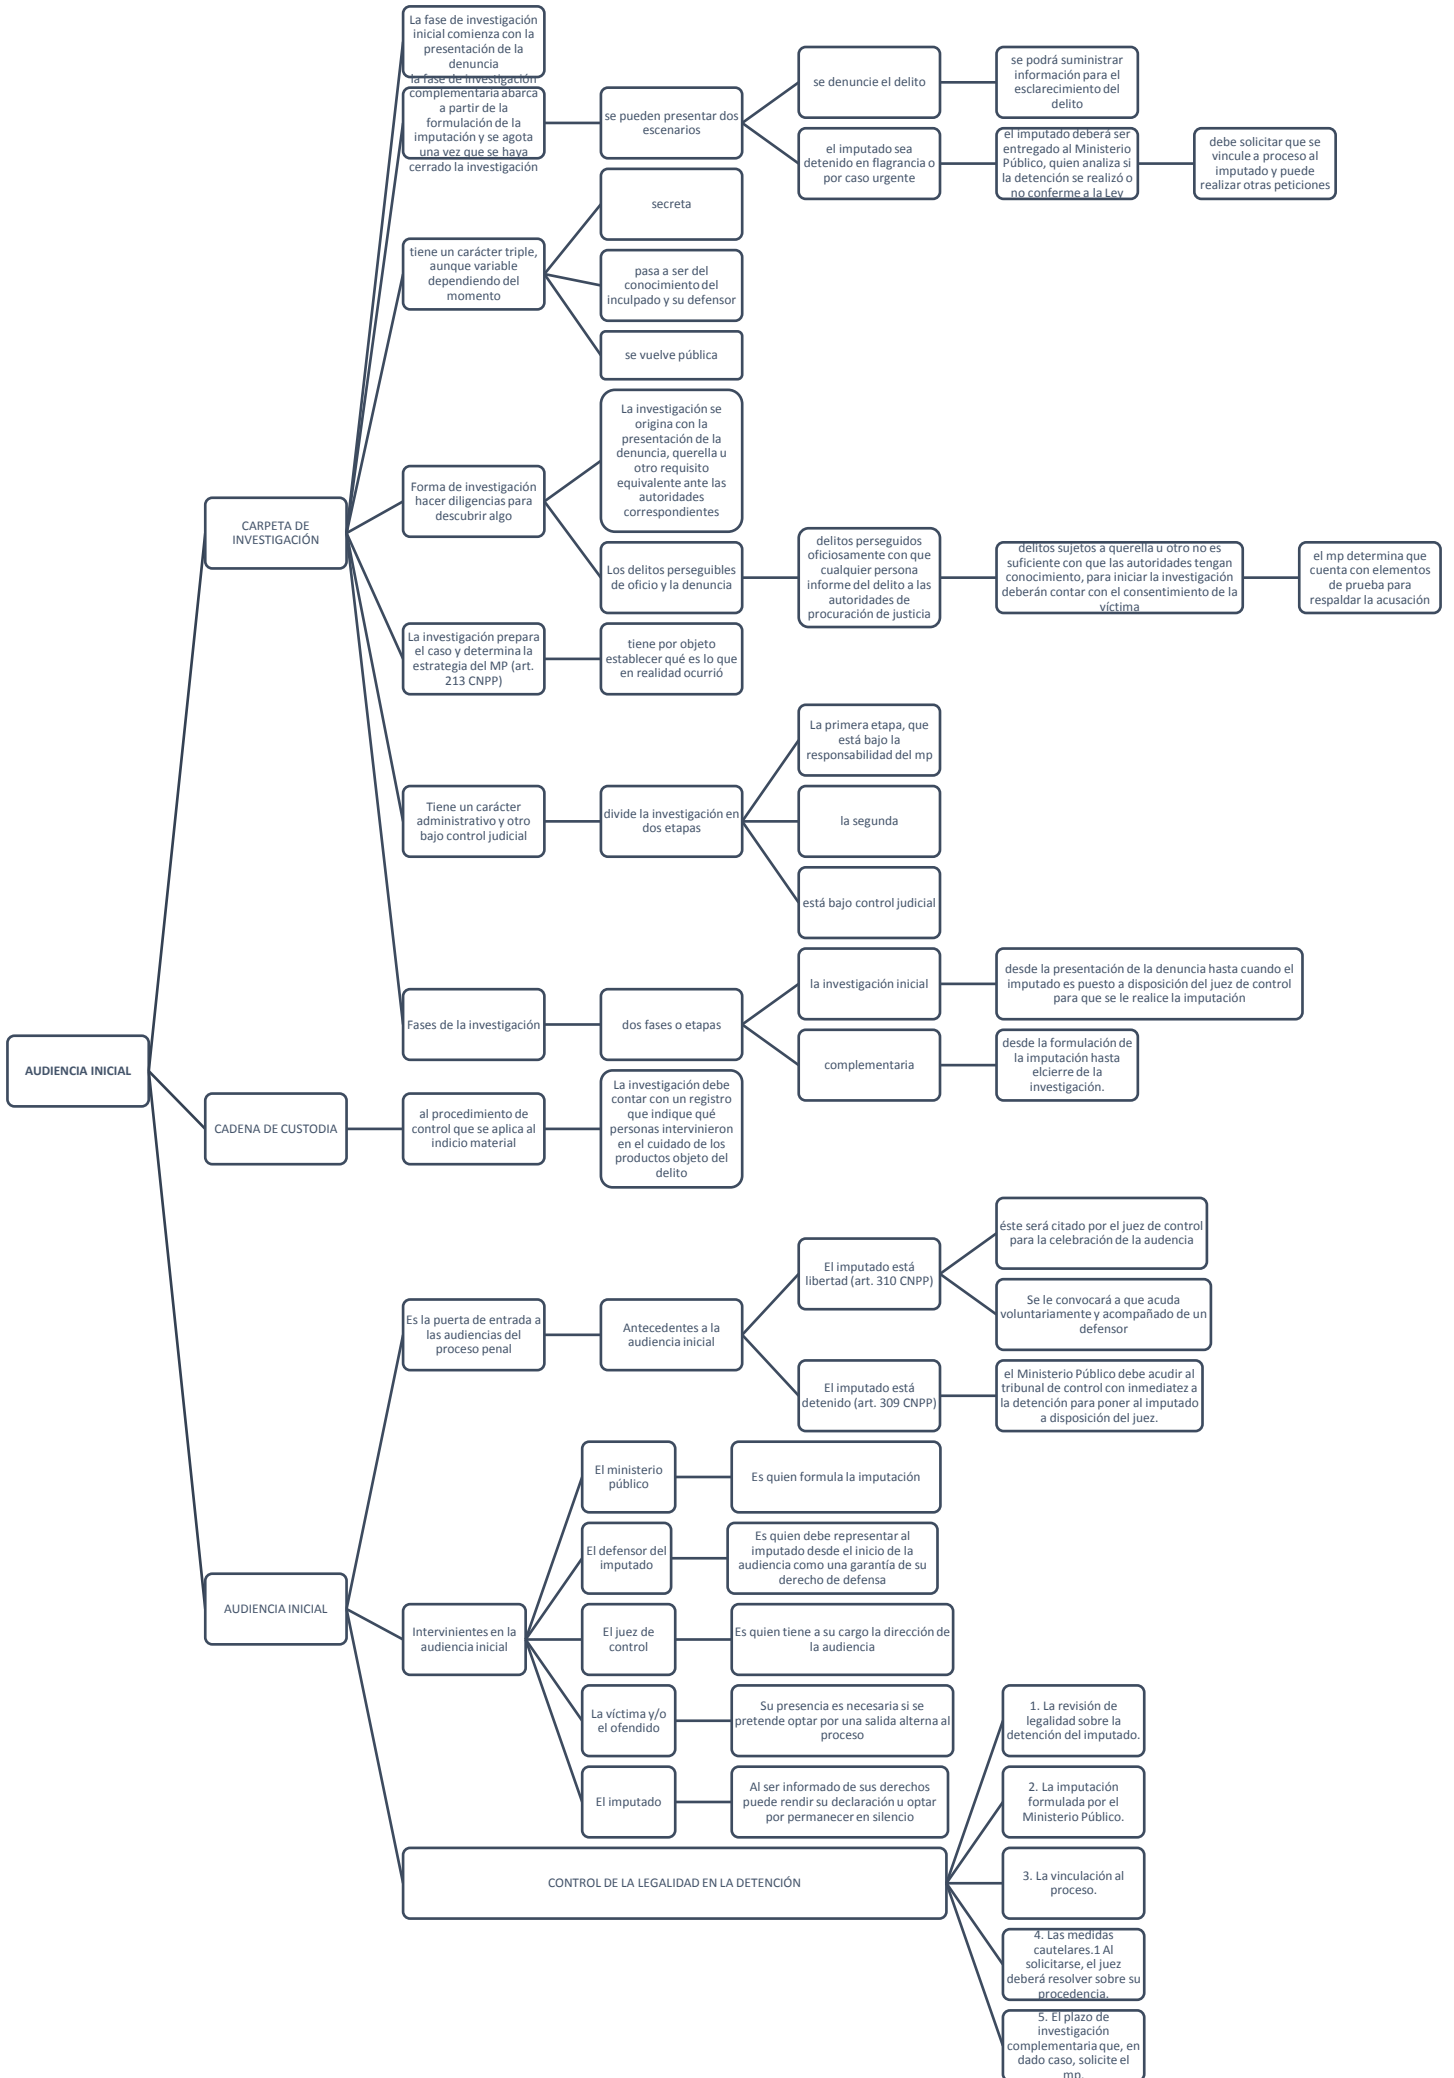 La fase de investigación
inicial comienza con la
presentación de la
denuncia
la fase de investigación
complementaria abarca
a partir de la
formulación de la
imputación y se agota
una vez que se haya
cerrado la investigación
se pueden presentar dos
escenarios
se denuncie el delito
se podrá suministrar
información para el
esclarecimiento del
delito
el imputado sea
detenido en flagrancia o
por caso urgente
el imputado deberá ser
entregado al Ministerio
Público, quien analiza si
la detención se realizó o
no conferme a la Ley
debe solicitar que se
vincule a proceso al
imputado y puede
realizar otras peticiones
tiene un carácter triple,
aunque variable
dependiendo del
momento
secreta
pasa a ser del
conocimiento del
inculpado y su defensor
se vuelve pública
CARPETA DE
INVESTIGACIÓN
Forma de investigación
hacer diligencias para
descubrir algo
La investigación se
origina con la
presentación de la
denuncia, querella u
otro requisito
equivalente ante las
autoridades
correspondientes
Los delitos perseguibles
de oficio y la denuncia
delitos perseguidos
oficiosamente con que
cualquier persona
informe del delito a las
autoridades de
procuración de justicia
delitos sujetos a querella u otro no es
suficiente con que las autoridades tengan
conocimiento, para iniciar la investigación
deberán contar con el consentimiento de la
víctima
el mp determina que
cuenta con elementos
de prueba para
respaldar la acusación
La investigación prepara
el caso y determina la
estrategia del MP (art.
213 CNPP)
tiene por objeto
establecer qué es lo que
en realidad ocurrió
Tiene un carácter
administrativo y otro
bajo control judicial
divide la investigación en
dos etapas
La primera etapa, que
está bajo la
responsabilidad del mp
la segunda
está bajo control judicial
Fases de la investigación
dos fases o etapas
la investigación inicial
desde la presentación de la denuncia hasta cuando el
imputado es puesto a disposición del juez de control
para que se le realice la imputación
complementaria
desde la formulación de
la imputación hasta
elcierre de la
investigación.
AUDIENCIA INICIAL
CADENA DE CUSTODIA
al procedimiento de
control que se aplica al
indicio material
La investigación debe
contar con un registro
que indique qué
personas intervinieron
en el cuidado de los
productos objeto del
delito
AUDIENCIA INICIAL
Es la puerta de entrada a
las audiencias del
proceso penal
Antecedentes a la
audiencia inicial
El imputado está
libertad (art. 310 CNPP)
éste será citado por el juez de control
para la celebración de la audencia
Se le convocará a que acuda
voluntariamente y acompañado de un
defensor
El imputado está
detenido (art. 309 CNPP)
el Ministerio Público debe acudir al
tribunal de control con inmediatez a
la detención para poner al imputado
a disposición del juez.
Intervinientes en la
audiencia inicial
El ministerio
público
Es quien formula la imputación
El defensor del
imputado
Es quien debe representar al
imputado desde el inicio de la
audiencia como una garantía de su
derecho de defensa
El juez de
control
Es quien tiene a su cargo la dirección de
la audiencia
La víctima y/o
el ofendido
Su presencia es necesaria si se
pretende optar por una salida alterna al
proceso
El imputado
Al ser informado de sus derechos
puede rendir su declaración u optar
por permanecer en silencio
CONTROL DE LA LEGALIDAD EN LA DETENCIÓN
1. La revisión de
legalidad sobre la
detención del imputado.
2. La imputación
formulada por el
Ministerio Público.
3. La vinculación al
proceso.
4. Las medidas
cautelares.1 Al
solicitarse, el juez
deberá resolver sobre su
procedencia.
5. El plazo de
investigación
complementaria que, en
dado caso, solicite el
mp.